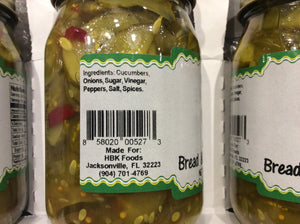 Ingredients: Cucumbers,
Onions, Sugar, Vinegar,
Peppers, Salt, Spices.
8 58020 00527 3
Made For:
HBK Foods
Jacksonville, FL 32223
(904) 701-4769
Bread
Bread